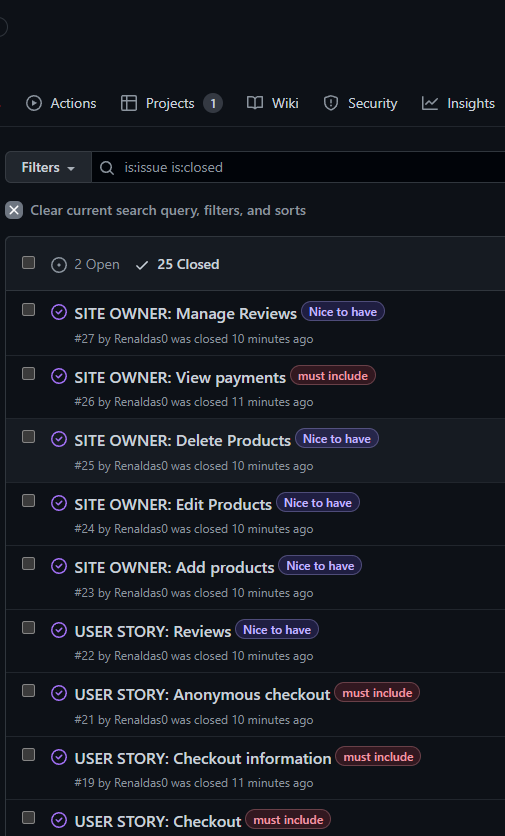 Actions Projects 1 Wiki Security Insights
Filters is:issue is:closed
Clear current search query, filters, and sorts
2 Open 25 Closed
SITE OWNER: Manage Reviews Nice to have
#27 by Renaldas0 was closed 10 minutes ago
SITE OWNER: View payments must include
#26 by Renaldas0 was closed 11 minutes ago
SITE OWNER: Delete Products Nice to have
#25 by Renaldas0 was closed 10 minutes ago
SITE OWNER: Edit Products Nice to have
#24 by Renaldas0 was closed 10 minutes ago
SITE OWNER: Add products Nice to have
#23 by Renaldas0 was closed 10 minutes ago
USER STORY: Reviews Nice to have
#22 by Renaldas0 was closed 10 minutes ago
USER STORY: Anonymous checkout must include
#21 by Renaldas0 was closed 10 minutes ago
USER STORY: Checkout information must include
#19 by Renaldas0 was closed 11 minutes ago
USER STORY: Checkout must include